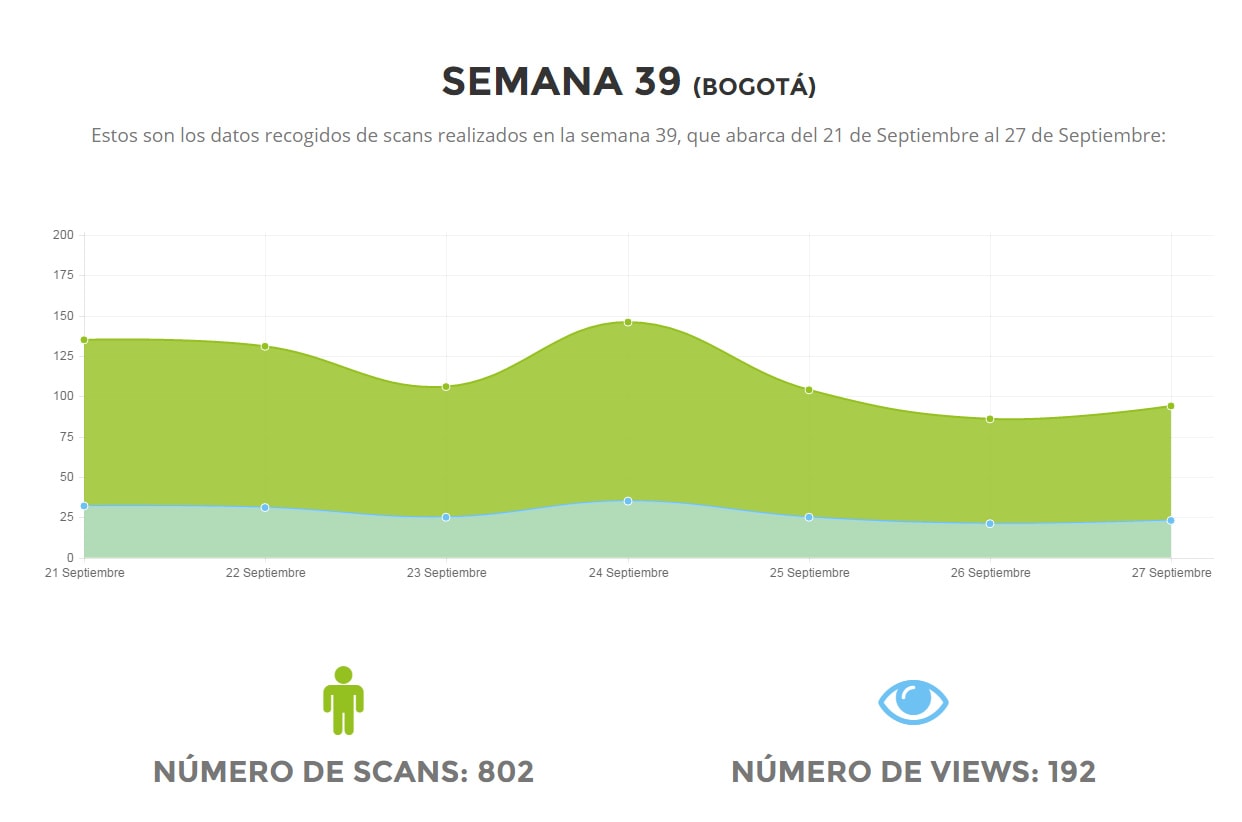 SEMANA 39 (BOGOTÁ)
Estos son los datos recogidos de scans realizados en la semana 39, que abarca del 21 de Septiembre al 27 de Septiembre:
200
175
150
125
100
75
50
25
0
21 Septiembre 22 Septiembre 23 Septiembre 24 Septiembre 25 Septiembre 26 Septiembre 27 Septiembre
NÚMERO DE SCANS: 802 NÚMERO DE VIEWS: 192